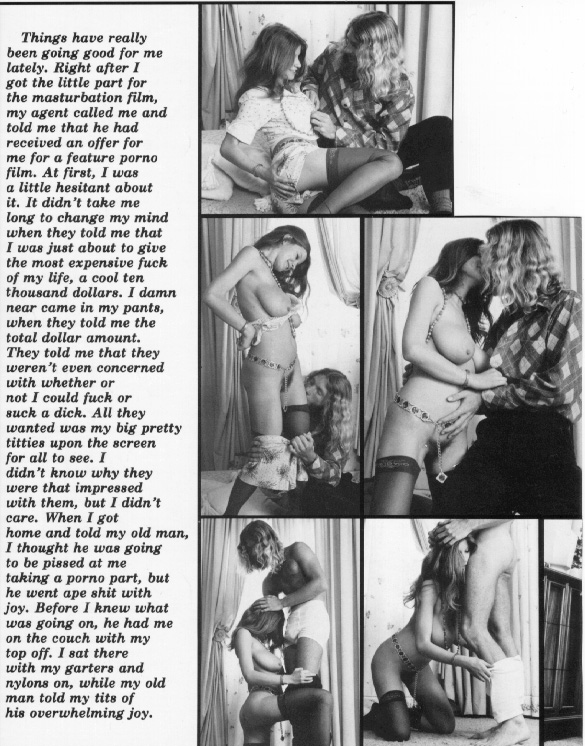 Things have really
been going good for me
lately. Right after I
got the little part for
the masturbation film,
my agent called me and
told me that he had
received an offer for
me for a feature porno
film. At first, I was
a little hesitant about
it. It didn't take me
long to change my mind
when they told me that
I was just about to give
the most expensive fuck
of my life, a cool ten
thousand dollars. I damn
near came in my pants,
when they told me the
total dollar amount.
They told me that they
weren't even concerned
with whether or
not I could fuck or
suck a dick. All they
wanted was my big pretty
titties upon the screen
for all to see. I
didn't know why they
were that impressed
with them, but I didn't
care. When I got
home and told my old man,
I thought he was going
to be pissed at me
taking a porno part, but
he went ape shit with
joy. Before I knew what
was going on, he had me
on the couch with my
top off. I sat there
with my garters and
nylons on, while my old
man told my tits of
his overwhelming joy.